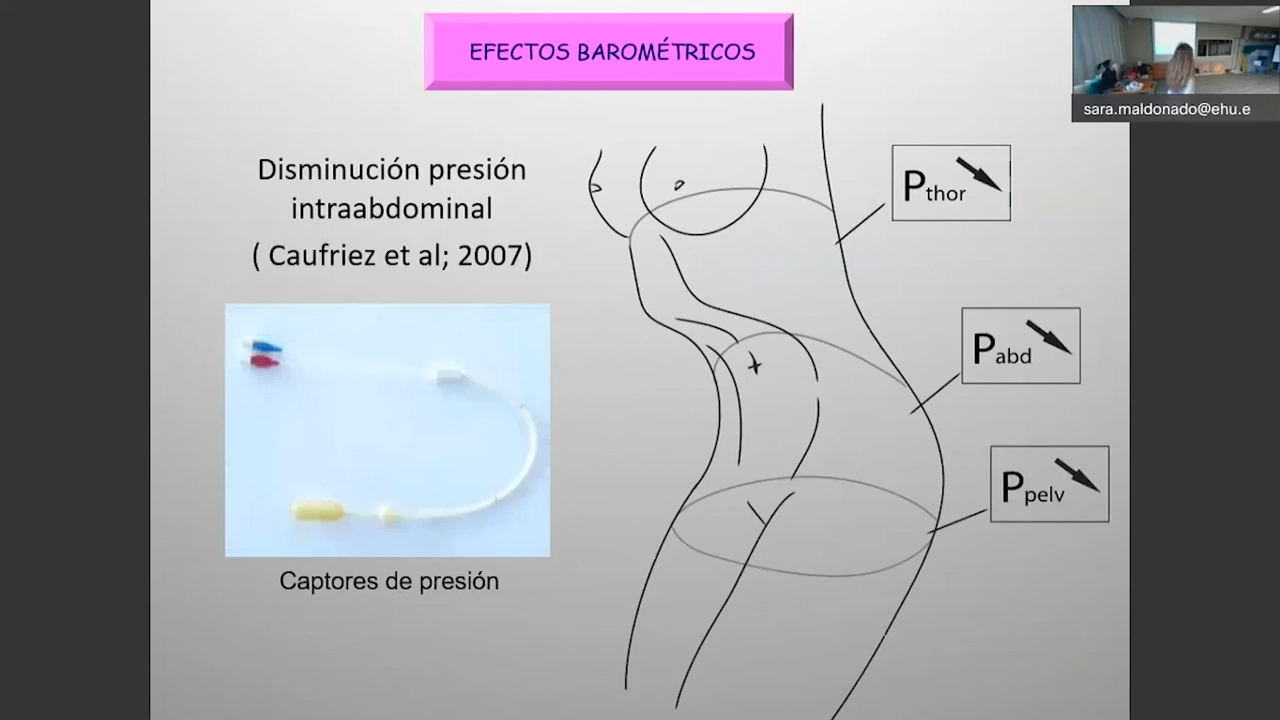 EFECTOS BAROMÉTRICOS
sara.maldonado@ehu.e
Disminución presión
intraabdominal
( Caufriez et al; 2007)
Pthor
Pabd
Ppelv
Captores de presión